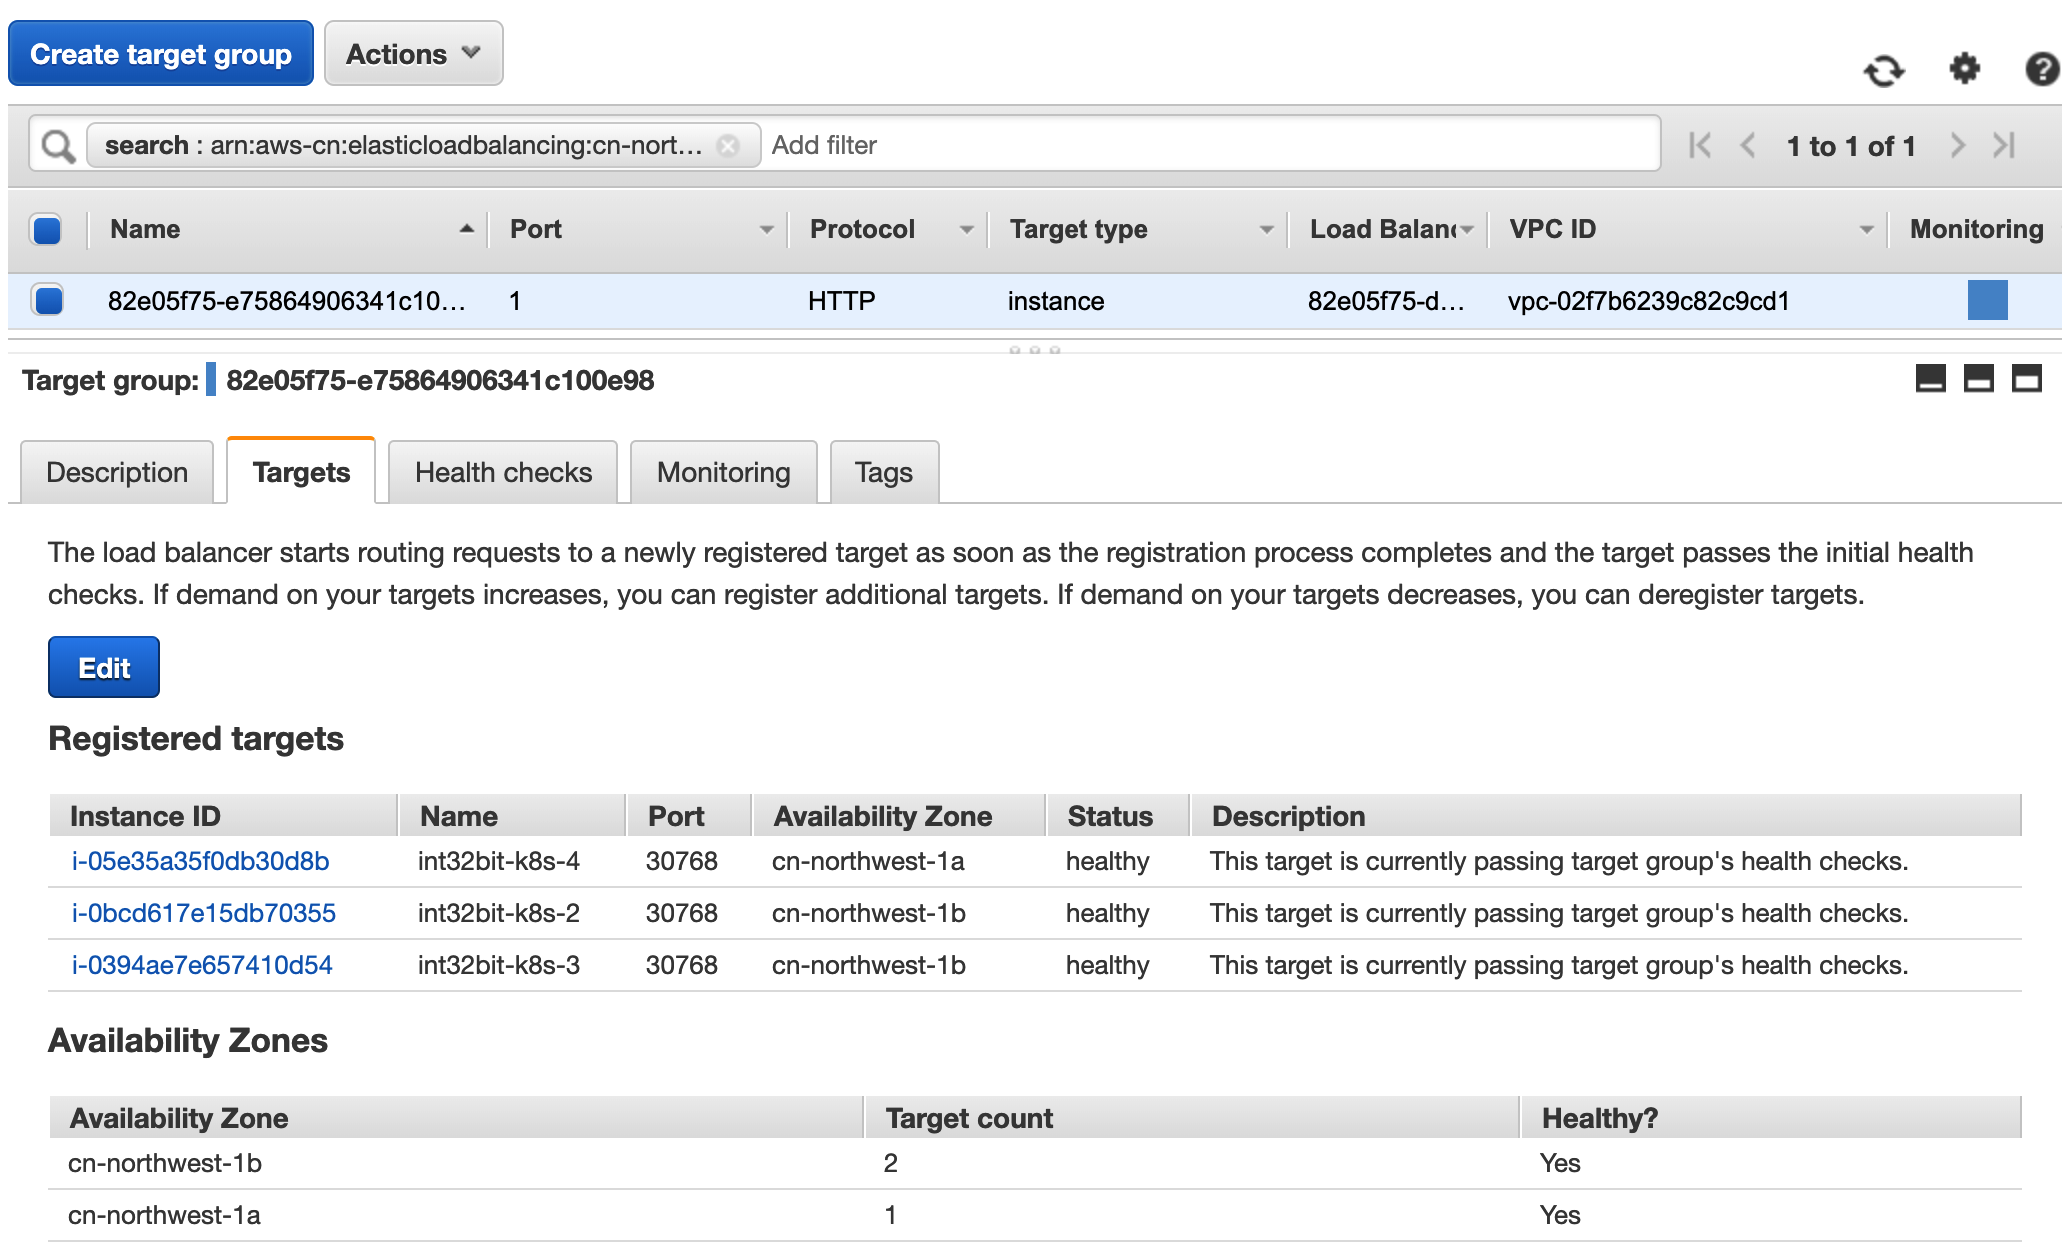 Create target group Actions
search : arn:aws-cn:elasticloadbalancing:cn-nort... Add filter 1 to 1 of 1
Name Port Protocol Target type Load Balanc VPC ID Monitoring
82e05f75-e75864906341c10... 1 HTTP instance 82e05f75-d... vpc-02f7b6239c82c9cd1
Target group: 82e05f75-e75864906341c100e98
Description Targets Health checks Monitoring Tags
The load balancer starts routing requests to a newly registered target as soon as the registration process completes and the target passes the initial health
checks. If demand on your targets increases, you can register additional targets. If demand on your targets decreases, you can deregister targets.
Edit
Registered targets
Instance ID Name Port Availability Zone Status Description
i-05e35a35f0db30d8b int32bit-k8s-4 30768 cn-northwest-1a healthy This target is currently passing target group's health checks.
i-0bcd617e15db70355 int32bit-k8s-2 30768 cn-northwest-1b healthy This target is currently passing target group's health checks.
i-0394ae7e657410d54 int32bit-k8s-3 30768 cn-northwest-1b healthy This target is currently passing target group's health checks.
Availability Zones
Availability Zone Target count Healthy?
cn-northwest-1b 2 Yes
cn-northwest-1a 1 Yes